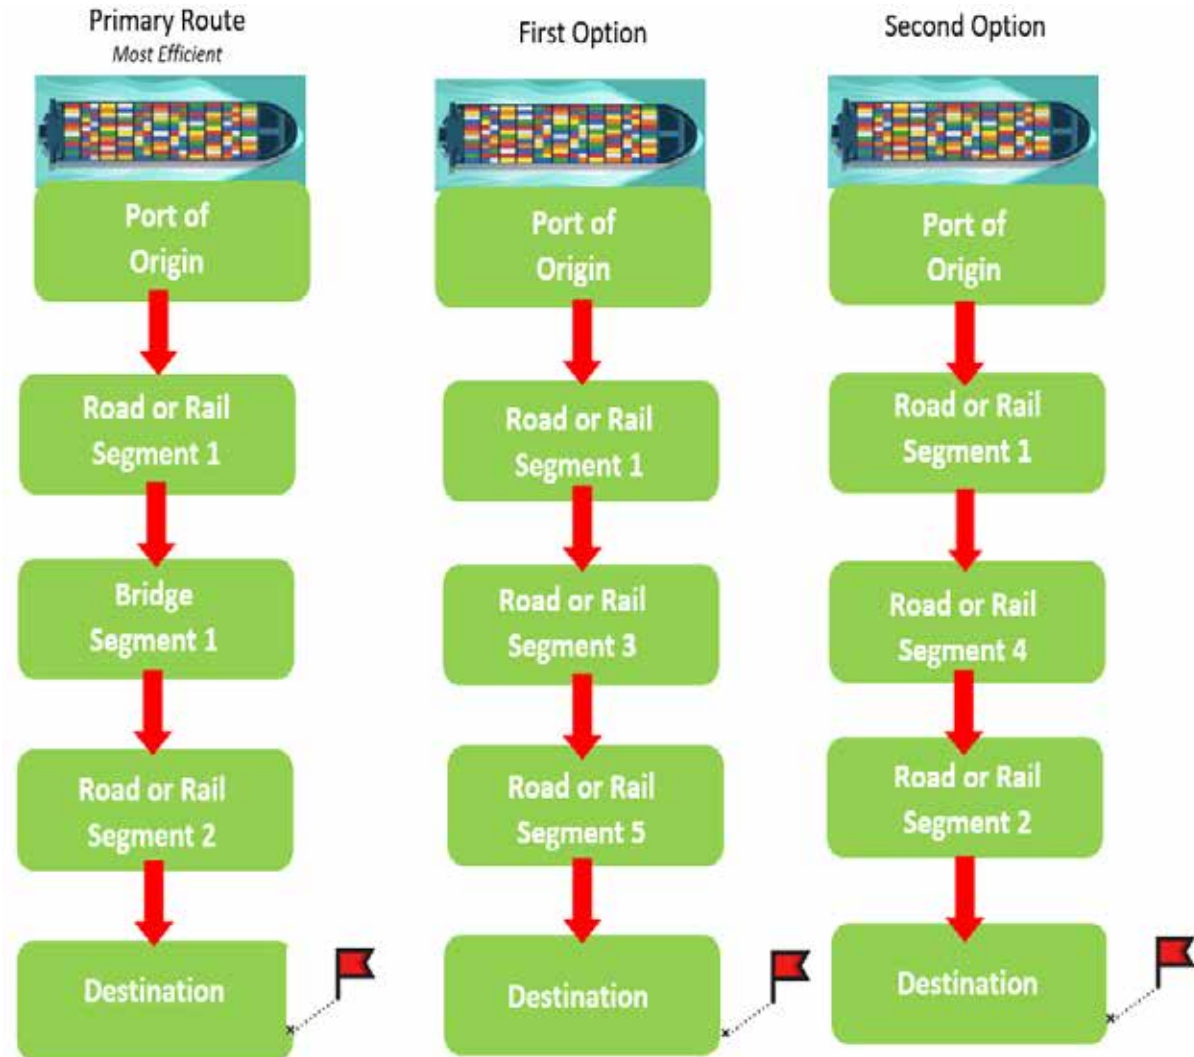 Primary Route
Most Efficient
Port of
Origin
Road or Rail
Segment 1
Bridge
Segment 1
Road or Rail
Segment 2
Destination
First Option
Port of
Origin
Road or Rail
Segment 1
Road or Rail
Segment 3
Road or Rail
Segment 5
Destination
Second Option
Port of
Origin
Road or Rail
Segment 1
Road or Rail
Segment 4
Road or Rail
Segment 2
Destination